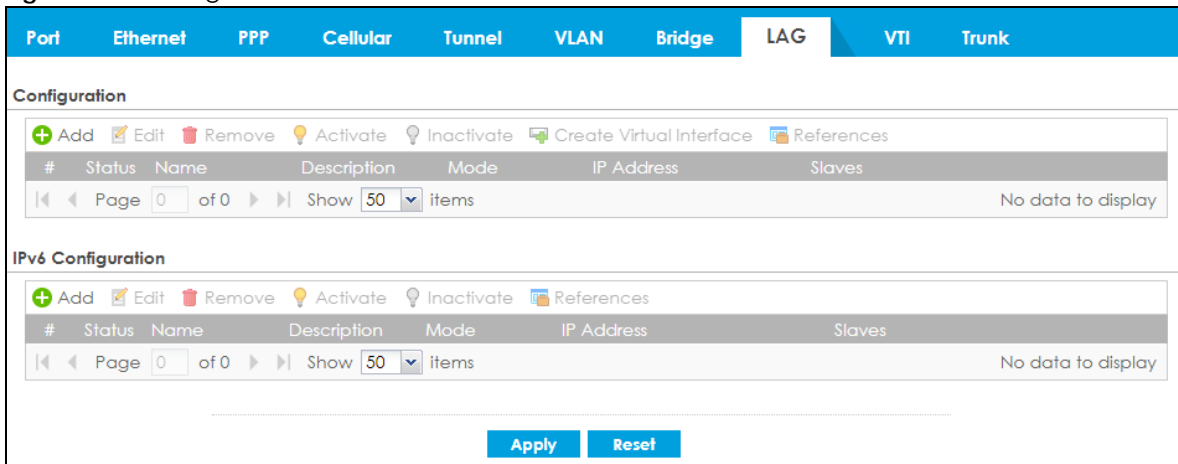 Port Ethernet PPP Cellular Tunnel VLAN Bridge LAG VTI Trunk
Configuration
Add Edit Remove Activate Inactivate Create Virtual Interface References
# Status Name Description Mode IP Address Slaves
Page 0 of 0 Show 50 items No data to display
IPv6 Configuration
Add Edit Remove Activate Inactivate References
# Status Name Description Mode IP Address Slaves
Page 0 of 0 Show 50 items No data to display
Apply Reset